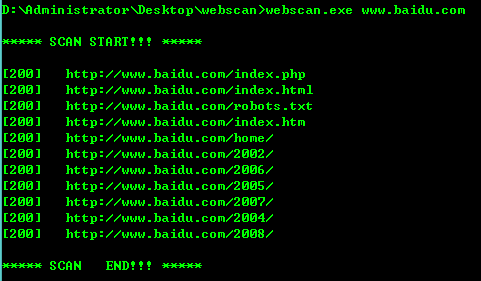 D:\Administrator\Desktop\webscan>webscan.exe www.baidu.com
***** SCAN START!!! *****
[200] http://www.baidu.com/index.php
[200] http://www.baidu.com/index.html
[200] http://www.baidu.com/robots.txt
[200] http://www.baidu.com/index.htm
[200] http://www.baidu.com/home/
[200] http://www.baidu.com/2002/
[200] http://www.baidu.com/2006/
[200] http://www.baidu.com/2005/
[200] http://www.baidu.com/2007/
[200] http://www.baidu.com/2004/
[200] http://www.baidu.com/2008/
***** SCAN END!!! *****